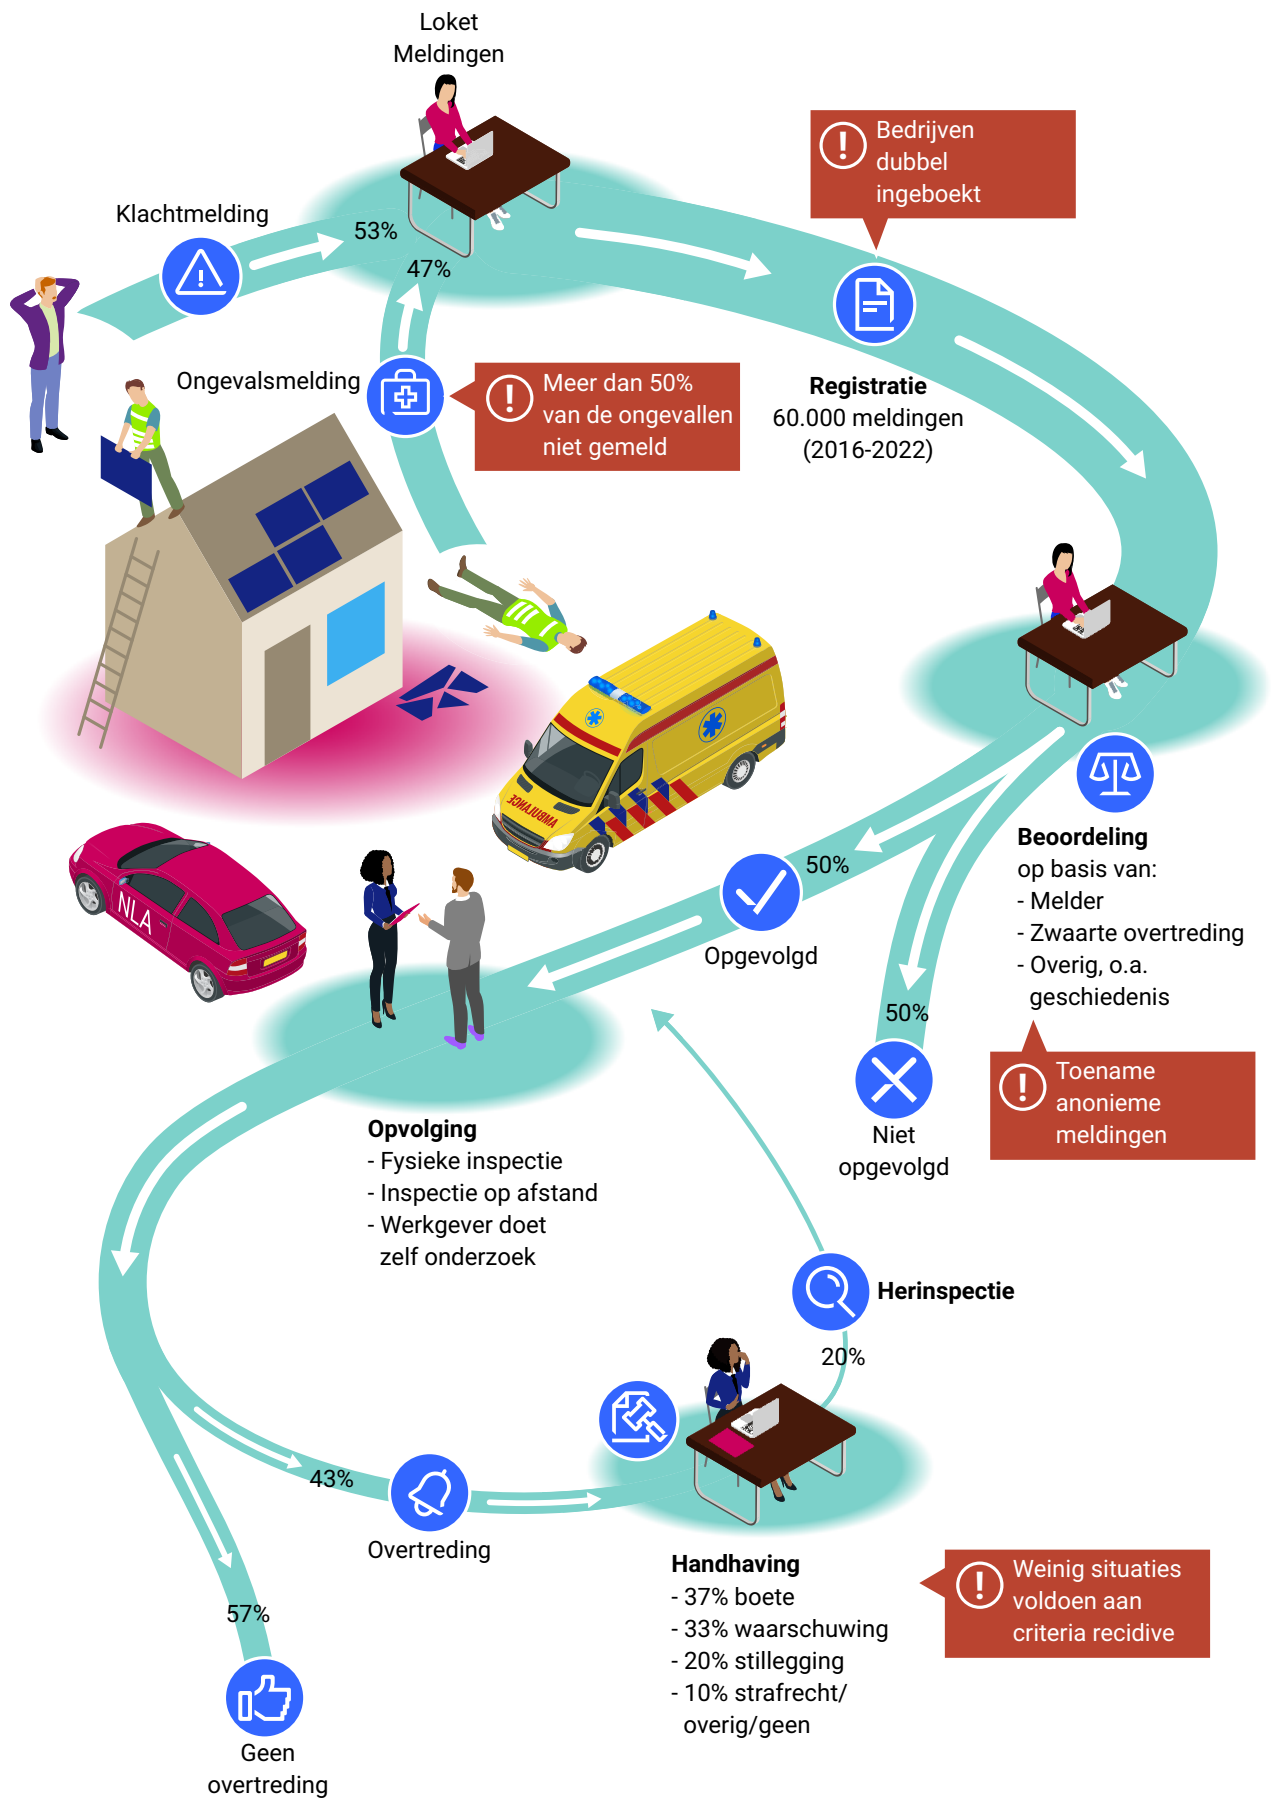 Loket
Meldingen
Bedrijven
dubbel
ingeboekt
Klachtmelding
53%
47%
Ongevalsmelding
Meer dan 50%
van de ongevallen
niet gemeld
Registratie
60.000 meldingen
(2016-2022)
AMBULANCE
NLA
Beoordeling
op basis van:
- Melder
- Zwaarte overtreding
- Overig, o.a.
geschiedenis
50%
Opgevolgd
50%
Niet
opgevolgd
Toename
anonieme
meldingen
Opvolging
- Fysieke inspectie
- Inspectie op afstand
- Werkgever doet
zelf onderzoek
Herinspectie
20%
43%
Overtreding
Handhaving
- 37% boete
- 33% waarschuwing
- 20% stillegging
- 10% strafrecht/
overig/geen
Weinig situaties
voldoen aan
criteria recidive
57%
Geen
overtreding